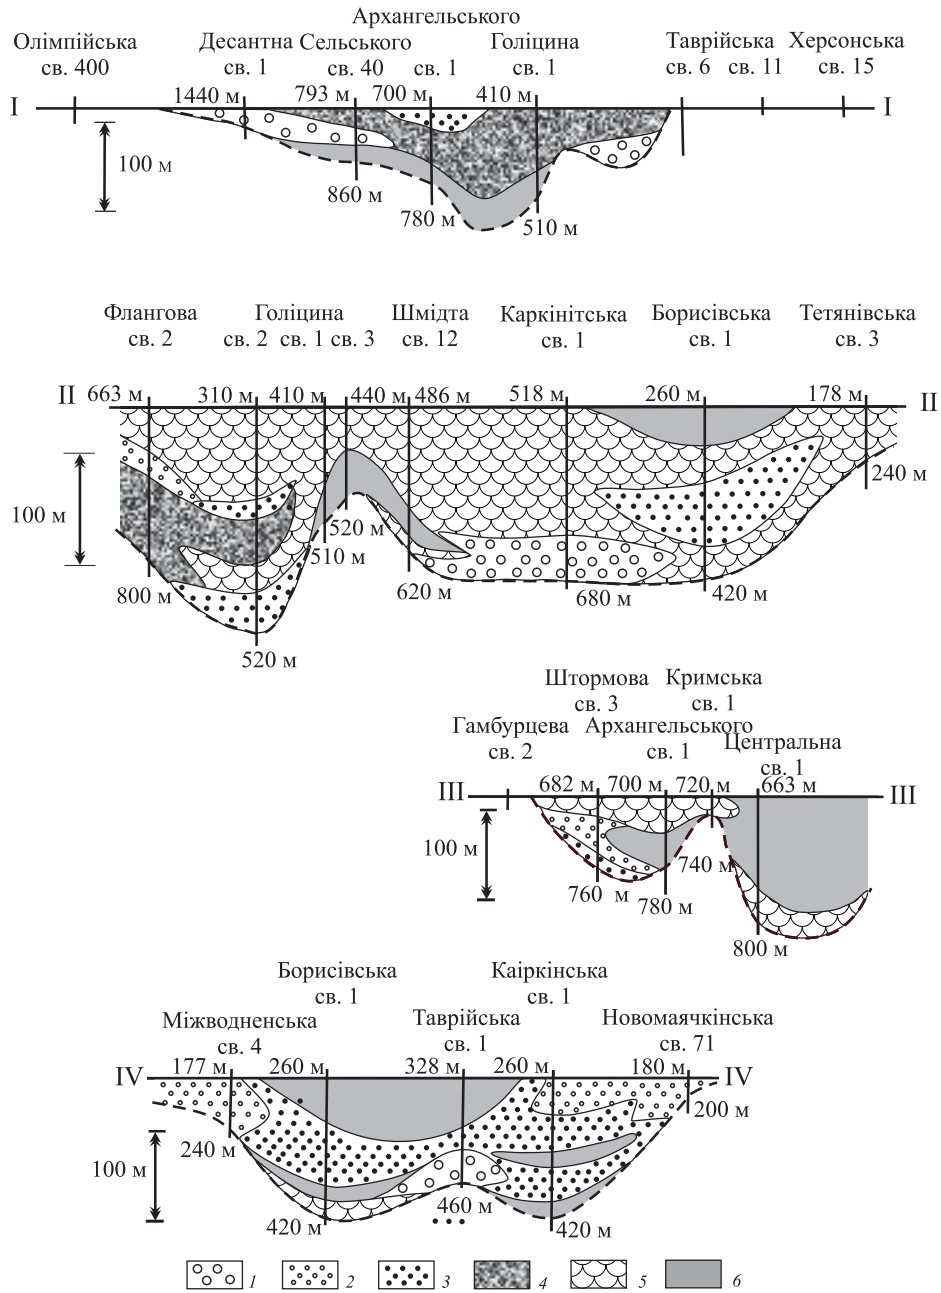 Архангельського
Олімпійська Десантна Сельського Голіцина Таврійська Херсонська
св. 400 св. 1 св. 40 св. 1 св. 1 св. 6 св. 11 св. 15
1440 м 793 м 700 м 410 м
I I
100 м
860 м
780 м 510 м
Флангова Голіцина Шмідта Каркінітська Борисівська Тетянівська
св. 2 св. 2 св. 1 св. 3 св. 12 св. 1 св. 1 св. 3
II 663 м 310 м 410 м 440 м 486 м 518 м 260 м 178 м II
240 м
100 м
520 м
510 м
800 м 620 м 680 м 420 м
520 м
Штормова Кримська
св. 3 св. 1
Гамбурцева Архангельського
св. 2 св. 1 Центральна
св. 1
682 м 700 м 720 м 663 м
III III
100 м
740 м
760 м 780 м
800 м
Борисівська Каіркінська
св. 1 св. 1
Міжводненська Таврійська Новомаячкінська
св. 4 св. 1 св. 71
177 м 260 м 328 м 260 м 180 м
IV IV
200 м
240 м
100 м
460 м
420 м 420 м
1 2 3 4 5 6